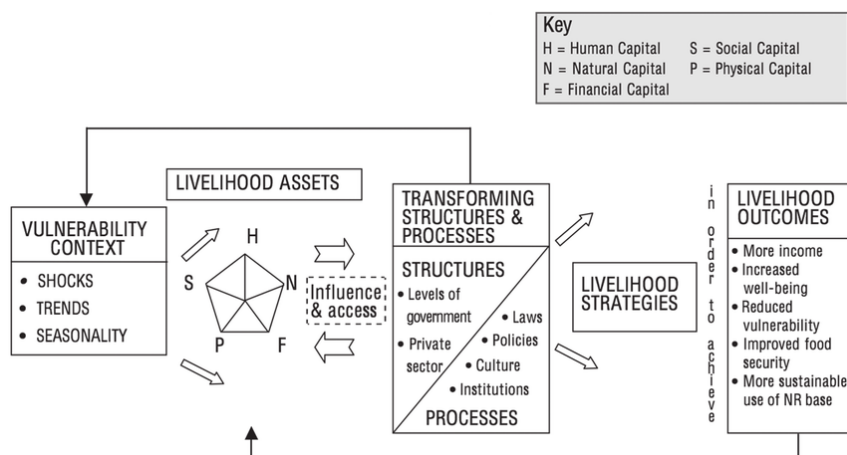 Key
H = Human Capital
S = Social Capital
N = Natural Capital
P = Physical Capital
F = Financial Capital
LIVELIHOOD ASSETS
VULNERABILITY
CONTEXT
• SHOCKS
• TRENDS
• SEASONALITY
H
S
N
P
F
Influence
& access
TRANSFORMING
STRUCTURES &
PROCESSES
STRUCTURES
• Levels of
government
• Private
sector
• Laws
• Policies
• Culture
• Institutions
PROCESSES
LIVELIHOOD
STRATEGIES
in order to achieve
LIVELIHOOD
OUTCOMES
• More income
• Increased
well-being
• Reduced
vulnerability
• Improved food
security
• More sustainable
use of NR base